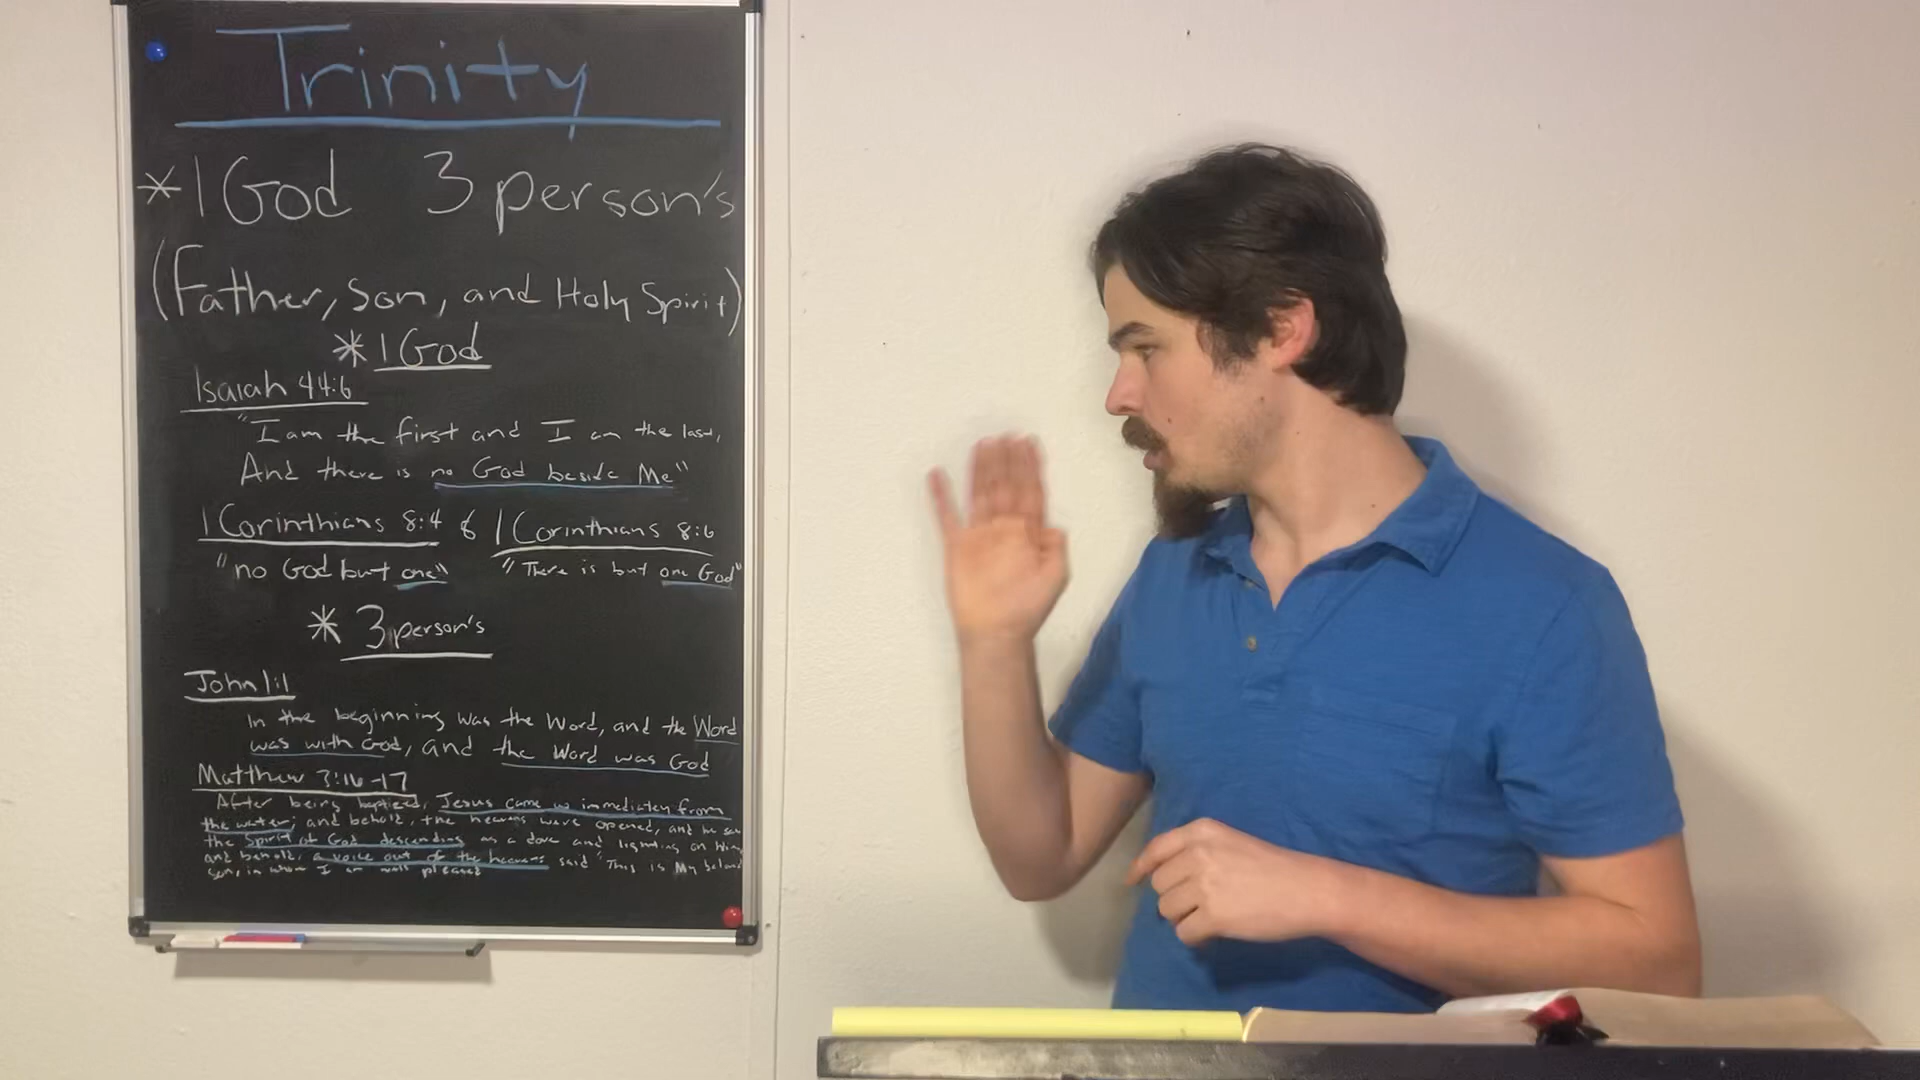 Trinity
*1 God 3 person's
(Father, son, and Holy Spirit)
*1 God
Isaiah 44:6
"I am the first and I am the last,
And there is no God beside Me"
1 Corinthians 8:4 & 1 Corinthians 8:6
"no God but one" "There is but one God"
* 3 person's
John 1:1
In the beginning was the Word, and the Word
was with God, and the Word was God
Matthew 3:16-17
After being baptized, Jesus came up immediately from
the water; and behold, the heavens were opened, and he saw
the Spirit of God descending as a dove and lighting on Him,
and behold, a voice out of the heavens said "This is My beloved
son, in whom I am well pleased